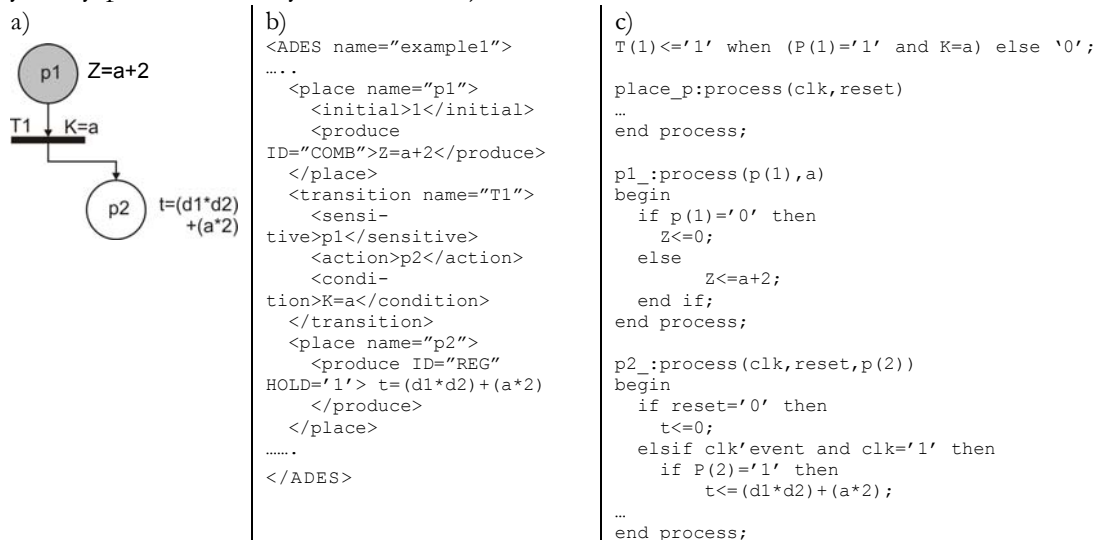 a)
p1
Z=a+2
T1
K=a
p2
t=(d1*d2)
+(a*2)
b)
<ADES name="example1">
…..
<place name="p1">
<initial>1</initial>
<produce
ID="COMB">Z=a+2</produce>
</place>
<transition name="T1">
<sensi-
tive>p1</sensitive>
<action>p2</action>
<condi-
tion>K=a</condition>
</transition>
<place name="p2">
<produce ID="REG"
HOLD='1'> t=(d1*d2)+(a*2)
</produce>
</place>
…….
</ADES>
c)
T(1)<='1' when (P(1)='1' and K=a) else ‘0';
place_p:process(clk,reset)
…
end process;
p1_:process(p(1),a)
begin
if p(1)='0' then
Z<=0;
else
Z<=a+2;
end if;
end process;
p2_:process(clk,reset,p(2))
begin
if reset='0' then
t<=0;
elsif clk'event and clk='1' then
if P(2)='1' then
t<=(d1*d2)+(a*2);
…
end process;